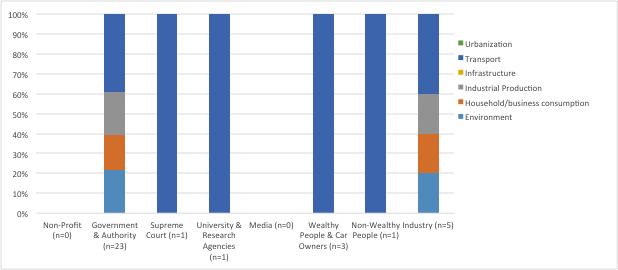 100%
90%
80%
70%
60%
50%
40%
30%
20%
10%
0%
Non-Profit
(n=0)
Government
& Authority
(n=23)
Supreme
Court (n=1)
University &
Research
Agencies
(n=1)
Media (n=0)
Wealthy
People & Car
Owners (n=3)
Non-Wealthy
People (n=1)
Industry (n=5)
Urbanization
Transport
Infrastructure
Industrial Production
Household/business consumption
Environment